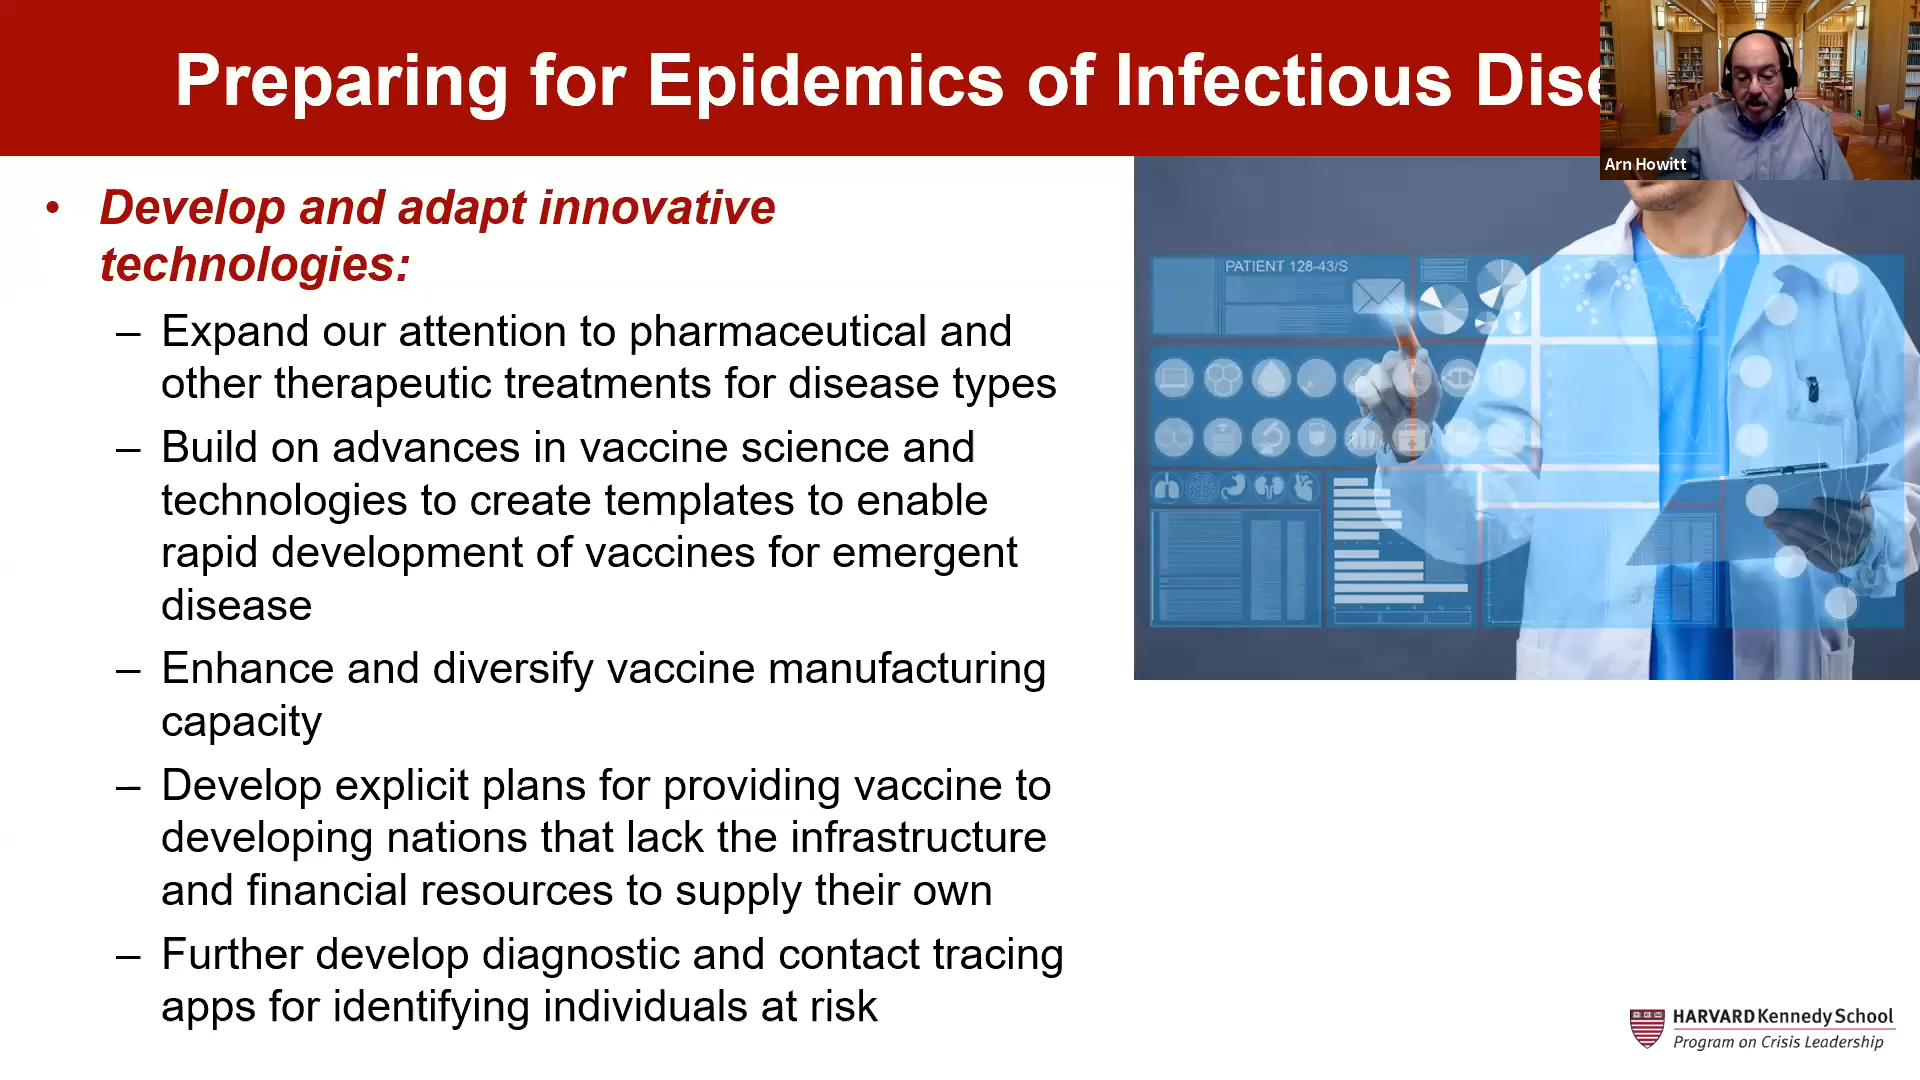 Preparing for Epidemics of Infectious Dise
Arn Howitt
• Develop and adapt innovative
technologies:
– Expand our attention to pharmaceutical and
other therapeutic treatments for disease types
– Build on advances in vaccine science and
technologies to create templates to enable
rapid development of vaccines for emergent
disease
– Enhance and diversify vaccine manufacturing
capacity
– Develop explicit plans for providing vaccine to
developing nations that lack the infrastructure
and financial resources to supply their own
– Further develop diagnostic and contact tracing
apps for identifying individuals at risk
PATIENT 128-43/S
HARVARD Kennedy School
Program on Crisis Leadership